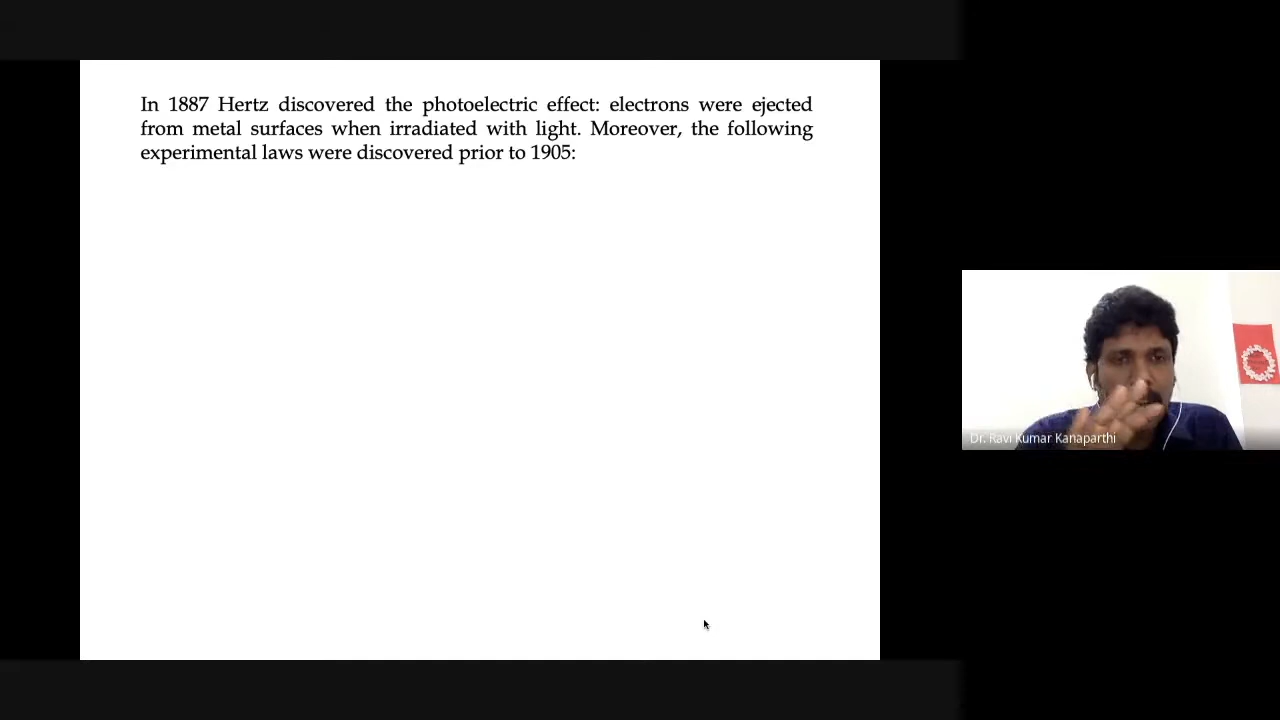 In 1887 Hertz discovered the photoelectric effect: electrons were ejected
from metal surfaces when irradiated with light. Moreover, the following
experimental laws were discovered prior to 1905:
Dr. Ravi Kumar Kanaparthi